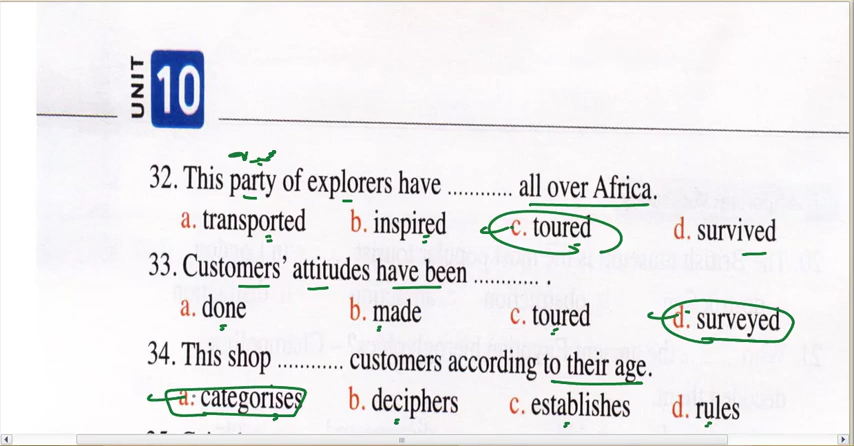 UNIT 10
32. This party of explorers have ............ all over Africa.
a. transported b. inspired c. toured d. survived
33. Customers' attitudes have been ............ .
a. done b. made c. toured d. surveyed
34. This shop ............ customers according to their age.
a. categorises b. deciphers c. establishes d. rules